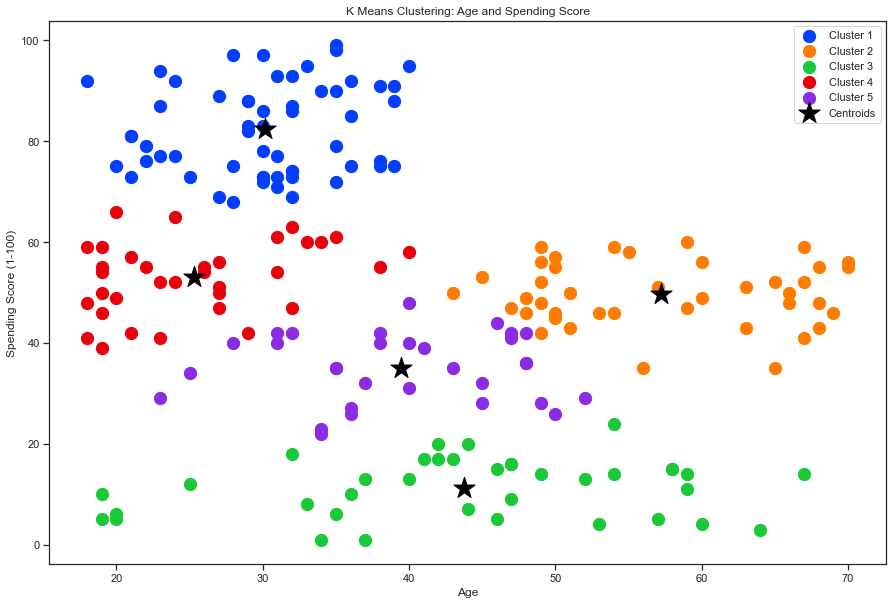 K Means Clustering: Age and Spending Score
Spending Score (1-100)
100
80
60
40
20
0
20 30 40 50 60 70
Age
Cluster 1
Cluster 2
Cluster 3
Cluster 4
Cluster 5
Centroids